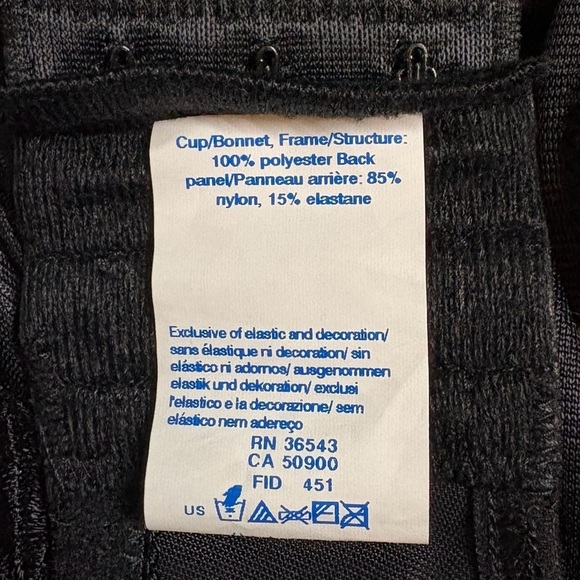 Cup/Bonnet, Frame/Structure:
100% polyester Back
panel/Panneau arrière: 85%
nylon, 15% elastane
Exclusive of elastic and decoration/
sans élastique ni decoration/ sin
elástico ni adornos/ ausgenommen
elastik und dekoration/ exclusi
l'elastico e la decorazione/ sem
elástico nem adereço
RN 36543
CA 50900
FID 451
US